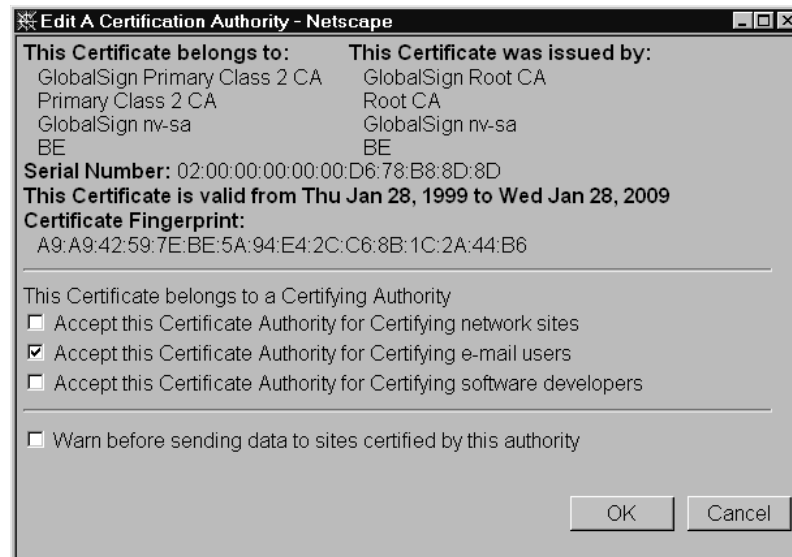 Edit A Certification Authority - Netscape
This Certificate belongs to: This Certificate was issued by:
GlobalSign Primary Class 2 CA GlobalSign Root CA
Primary Class 2 CA Root CA
GlobalSign nv-sa GlobalSign nv-sa
BE BE
Serial Number: 02:00:00:00:00:00:D6:78:B8:8D:8D
This Certificate is valid from Thu Jan 28, 1999 to Wed Jan 28, 2009
Certificate Fingerprint:
A9:A9:42:59:7E:BE:5A:94:E4:2C:C6:8B:1C:2A:44:B6
This Certificate belongs to a Certifying Authority
Accept this Certificate Authority for Certifying network sites
Accept this Certificate Authority for Certifying e-mail users
Accept this Certificate Authority for Certifying software developers
Warn before sending data to sites certified by this authority
OK Cancel